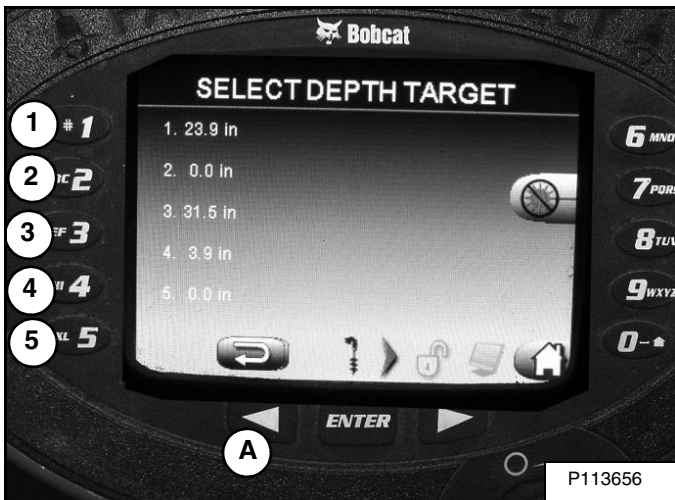 Bobcat
SELECT DEPTH TARGET
1. 23.9 in
2. 0.0 in
3. 31.5 in
4. 3.9 in
5. 0.0 in
1 # 1
2 2
3 3
4 4
5 5
6 MNO
7 PQRS
8 TUV
9 WXYZ
0
ENTER
A
P113656